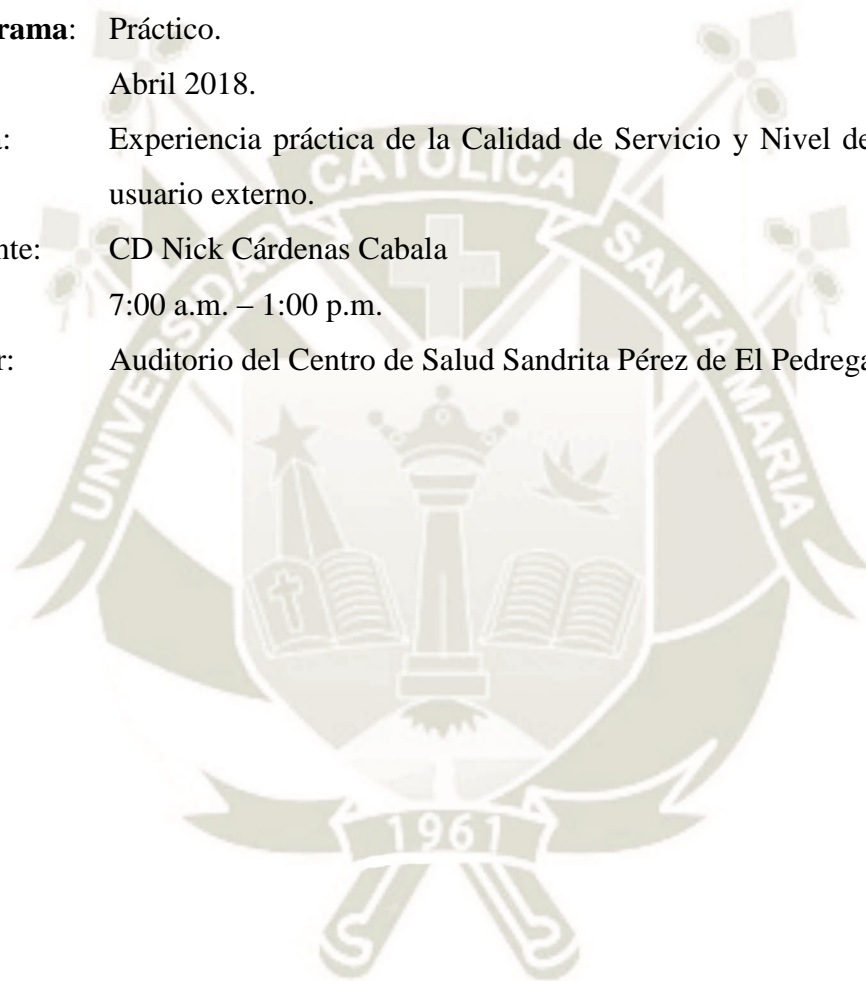 rama: Práctico.
Abril 2018.
: Experiencia práctica de la Calidad de Servicio y Nivel de
usuario externo.
nte: CD Nick Cárdenas Cabala
7:00 a.m. – 1:00 p.m.
r: Auditorio del Centro de Salud Sandrita Pérez de El Pedrega
UNIVERSIDAD CATOLICA SANTA MARIA
1961